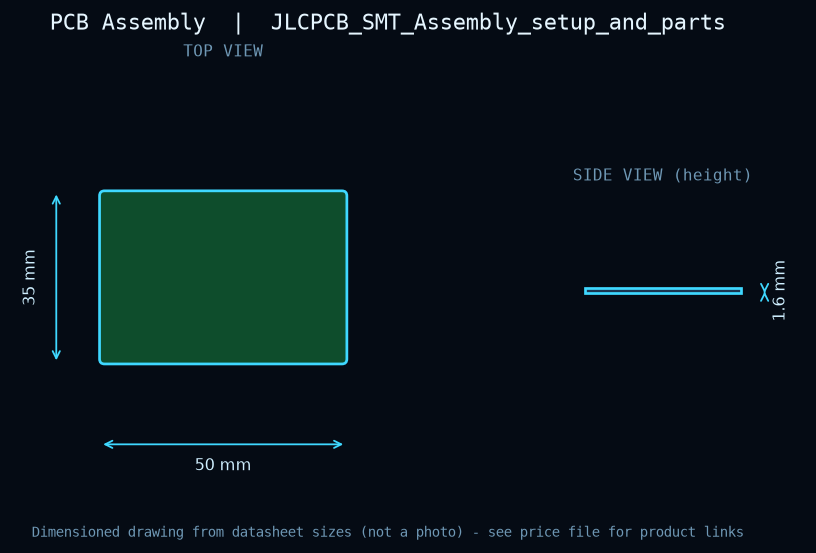 PCB Assembly  |  JLCPCB_SMT_Assembly_setup_and_parts
TOP VIEW
SIDE VIEW (height)
35 mm
1.6 mm
50 mm
Dimensioned drawing from datasheet sizes (not a photo) - see price file for product links